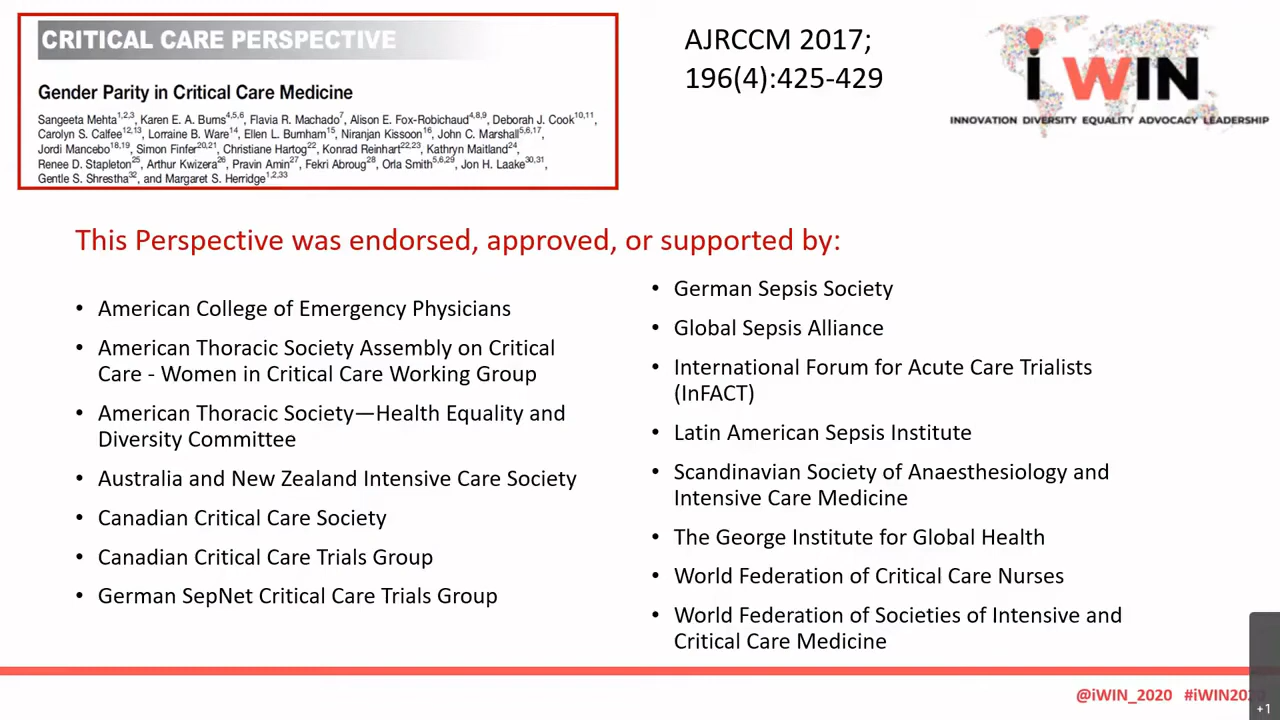 CRITICAL CARE PERSPECTIVE
Gender Parity in Critical Care Medicine
Sangeeta Mehta1,2,3, Karen E. A. Burns4,5,6, Flavia R. Machado7, Alison E. Fox-Robichaud4,8,9, Deborah J. Cook10,11,
Carolyn S. Calfee12,13, Lorraine B. Ware14, Ellen L. Burnham15, Niranjan Kissoon16, John C. Marshall5,6,17,
Jordi Mancebo18,19, Simon Finfer20,21, Christiane Hartog22, Konrad Reinhart22,23, Kathryn Maitland24,
Renee D. Stapleton25, Arthur Kwizera26, Pravin Amin27, Fekri Abroug28, Orla Smith5,6,29, Jon H. Laake30,31,
Gentle S. Shrestha32, and Margaret S. Herridge1,2,33
AJRCCM 2017;
196(4):425-429
i WIN
INNOVATION DIVERSITY EQUALITY ADVOCACY LEADERSHIP
This Perspective was endorsed, approved, or supported by:
• American College of Emergency Physicians
• American Thoracic Society Assembly on Critical
Care - Women in Critical Care Working Group
• American Thoracic Society—Health Equality and
Diversity Committee
• Australia and New Zealand Intensive Care Society
• Canadian Critical Care Society
• Canadian Critical Care Trials Group
• German SepNet Critical Care Trials Group
• German Sepsis Society
• Global Sepsis Alliance
• International Forum for Acute Care Trialists
(InFACT)
• Latin American Sepsis Institute
• Scandinavian Society of Anaesthesiology and
Intensive Care Medicine
• The George Institute for Global Health
• World Federation of Critical Care Nurses
• World Federation of Societies of Intensive and
Critical Care Medicine
@iWIN_2020 #iWIN20
+1